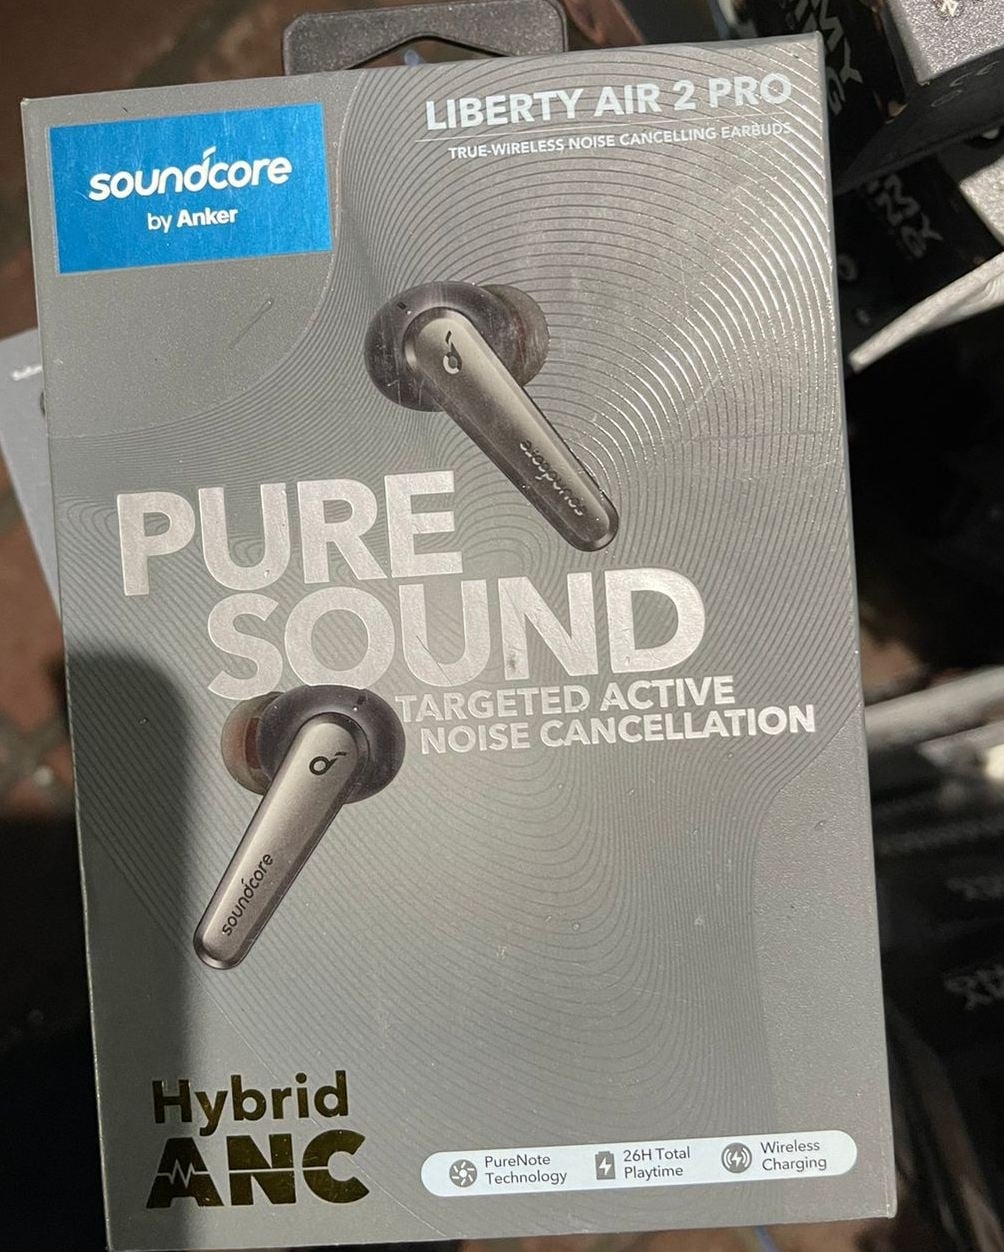 LIBERTY AIR 2 PRO
TRUE-WIRELESS NOISE CANCELLING EARBUDS
soundcore
by Anker
soundcore
PURE
SOUND
TARGETED ACTIVE
NOISE CANCELLATION
soundcore
Hybrid
ANC
PureNote
Technology
26H Total
Playtime
Wireless
Charging